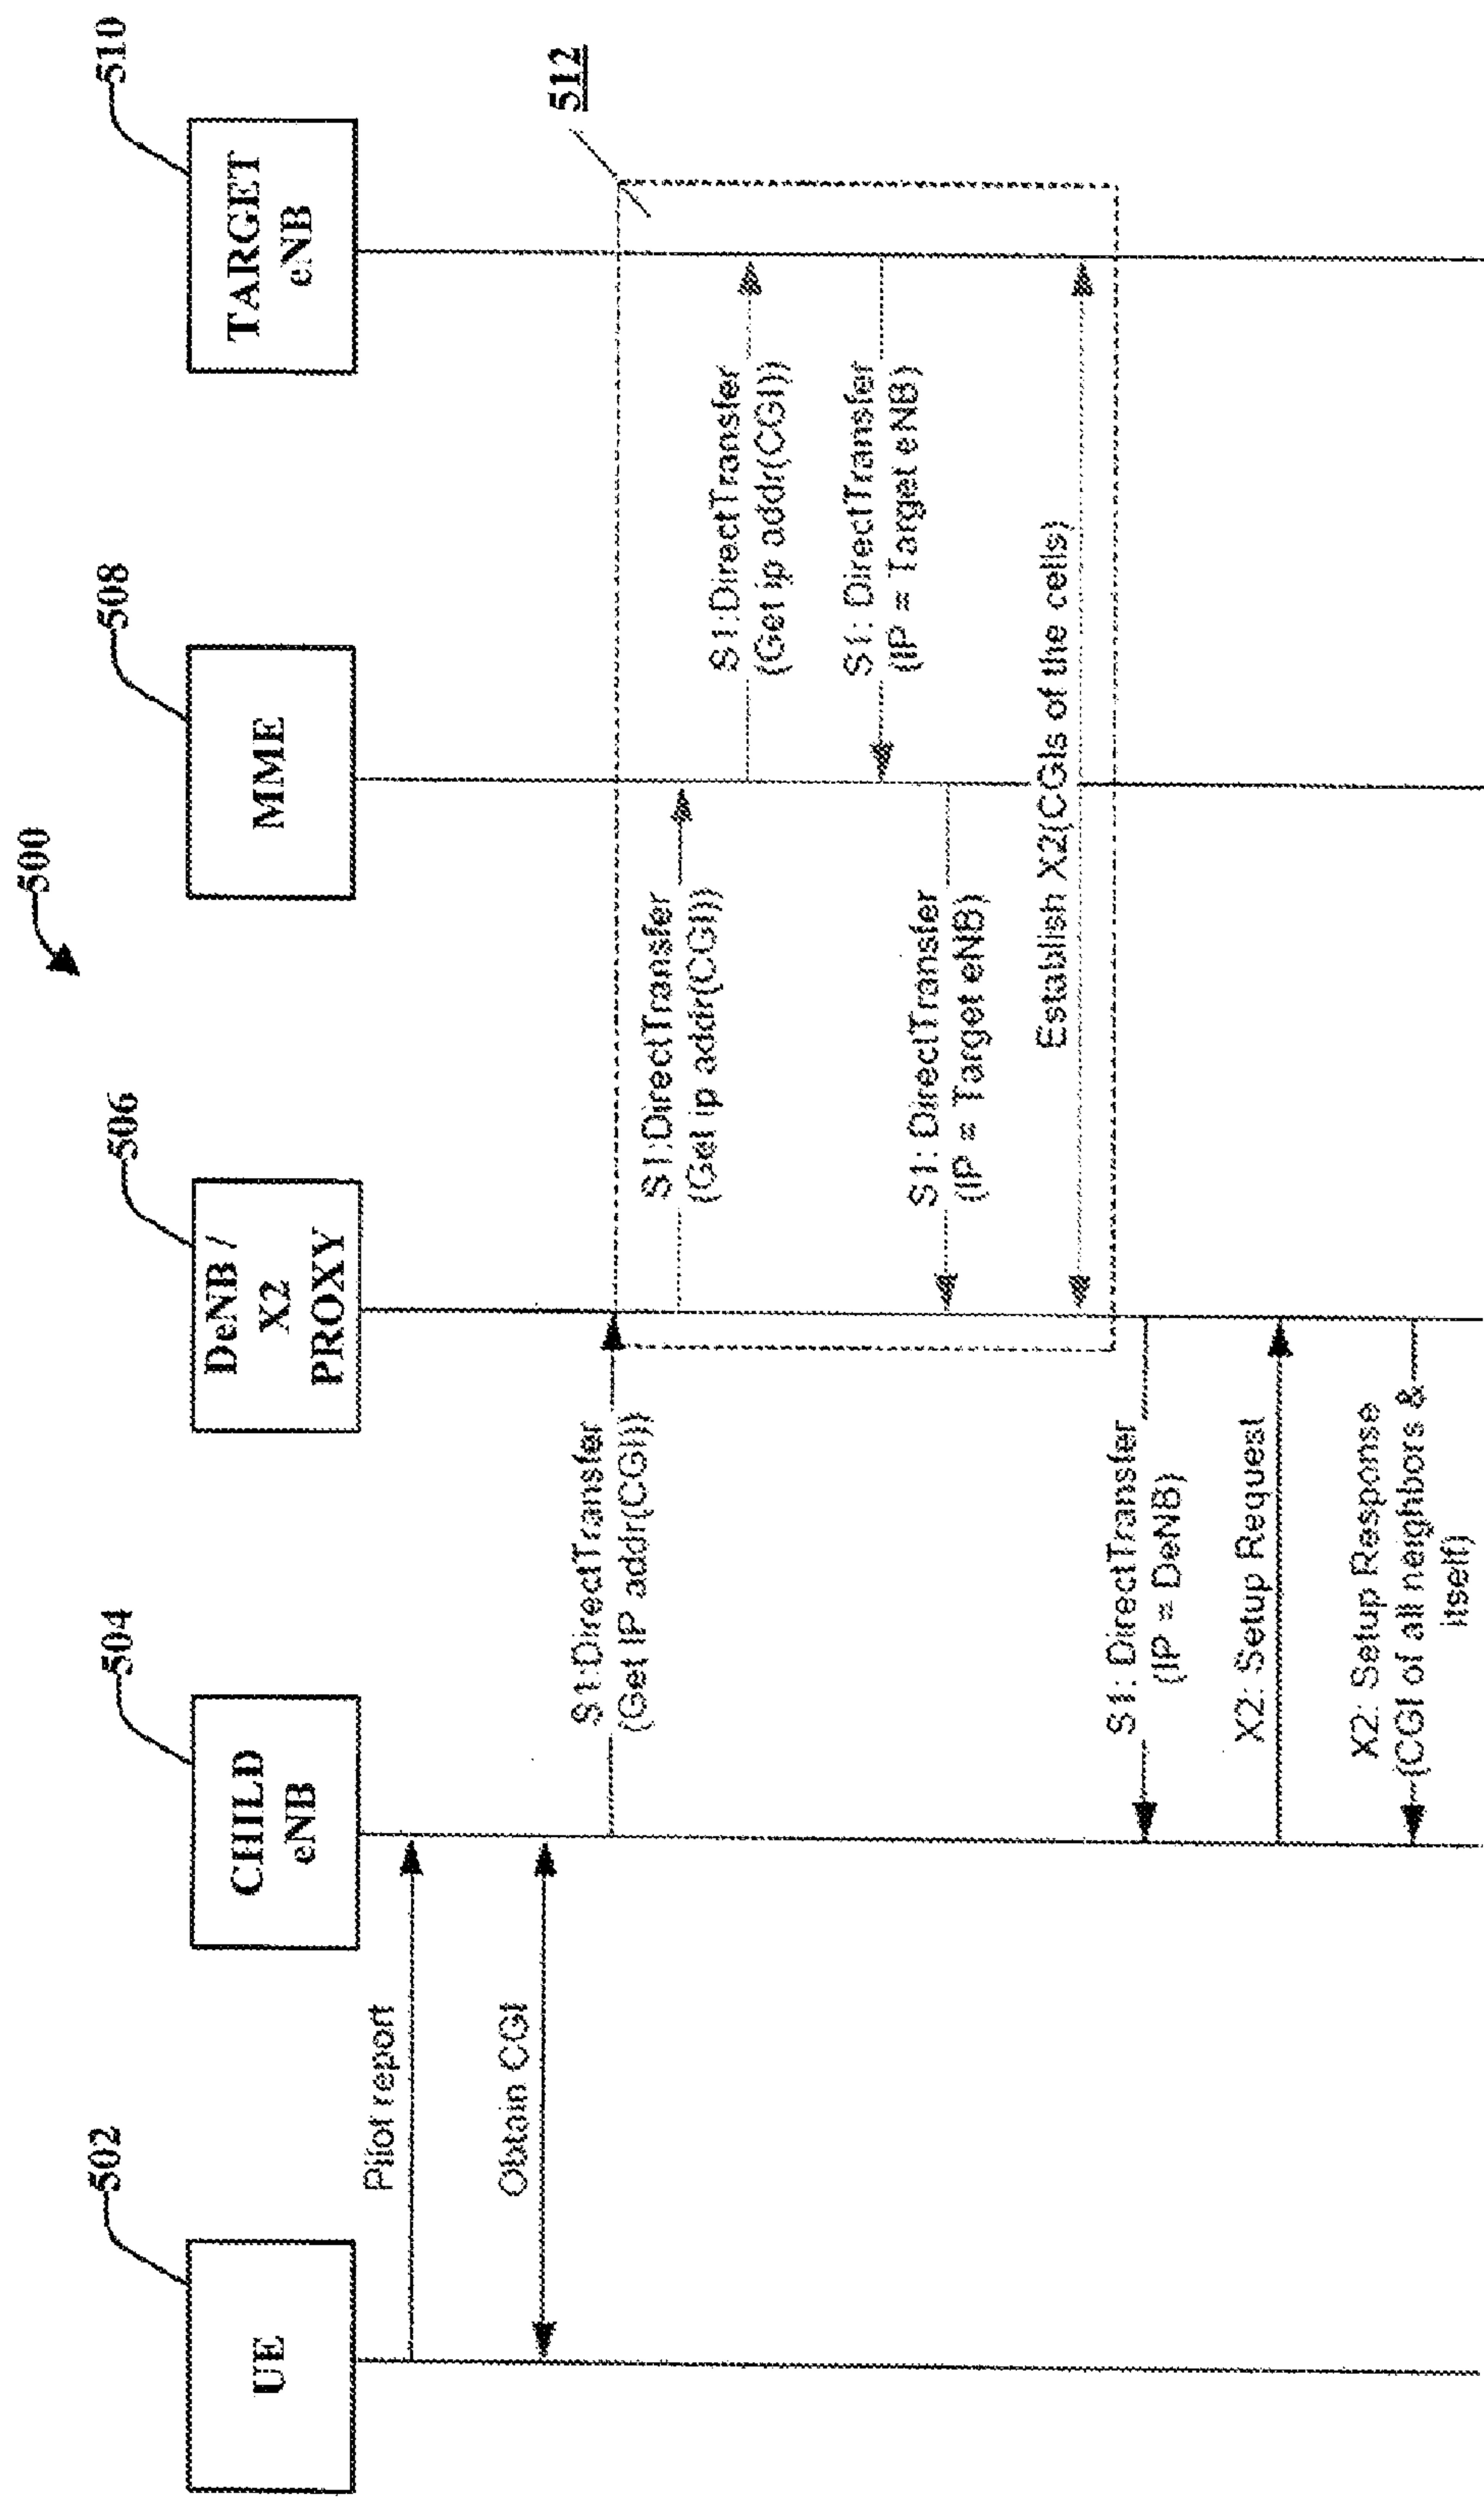 500
502
UE
504
CHILD
eNB
506
DeNB /
X2
PROXY
508
MME
510
TARGET
eNB
Pilot report
Obtain CGI
S1:DirectTransfer
(Get IP addr(CGI))
512
S1:DirectTransfer
(Get ip addr(CGI))
S1:DirectTransfer
(Get ip addr(CGI))
S1: DirectTransfer
(IP = Target eNB)
S1: DirectTransfer
(IP = Target eNB)
Establish X2(CGIs of the cells)
S1: DirectTransfer
(IP = DeNB)
X2: Setup Request
X2: Setup Response
(CGI of all neighbors &
itself)